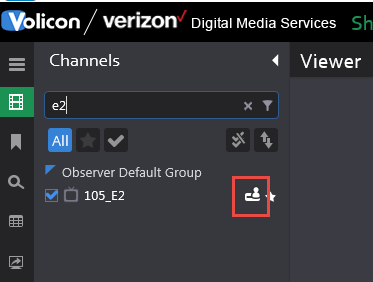 Volicon / verizon Digital Media Services Sh
Channels
Viewer
e2
All
Observer Default Group
105_E2